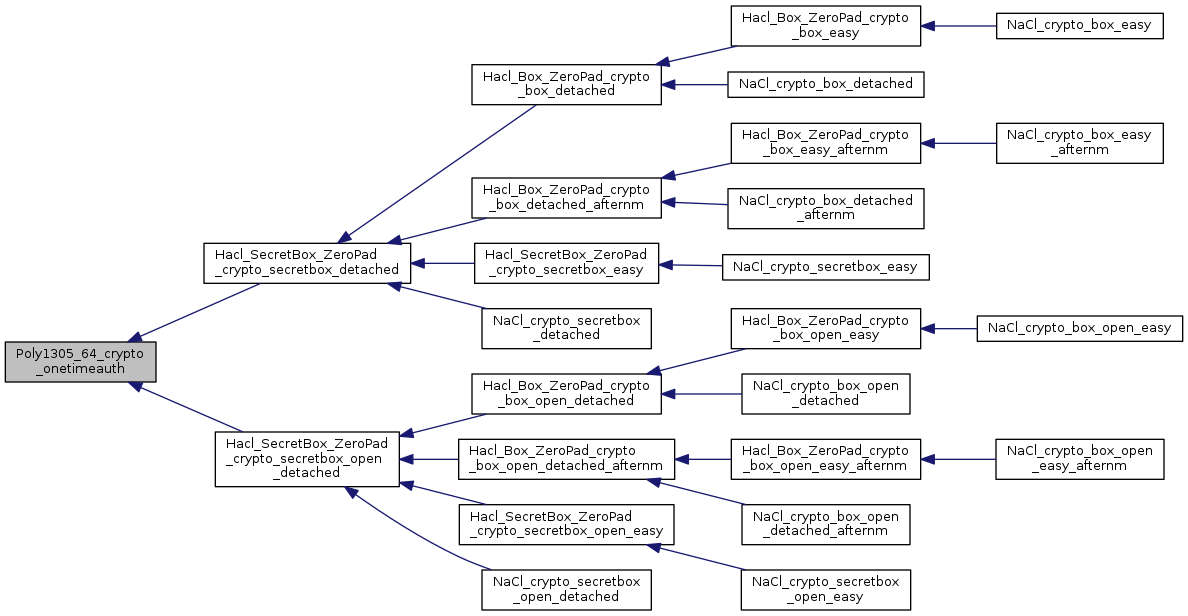 Poly1305_64_crypto
_onetimeauth
Hacl_SecretBox_ZeroPad
_crypto_secretbox_detached
Hacl_Box_ZeroPad_crypto
_box_detached
Hacl_Box_ZeroPad_crypto
_box_easy
NaCl_crypto_box_easy
NaCl_crypto_box_detached
Hacl_Box_ZeroPad_crypto
_box_detached_afternm
Hacl_Box_ZeroPad_crypto
_box_easy_afternm
NaCl_crypto_box_easy
_afternm
NaCl_crypto_box_detached
_afternm
Hacl_SecretBox_ZeroPad
_crypto_secretbox_easy
NaCl_crypto_secretbox_easy
NaCl_crypto_secretbox
_detached
Hacl_SecretBox_ZeroPad
_crypto_secretbox_open
_detached
Hacl_Box_ZeroPad_crypto
_box_open_detached
Hacl_Box_ZeroPad_crypto
_box_open_easy
NaCl_crypto_box_open_easy
NaCl_crypto_box_open
_detached
Hacl_Box_ZeroPad_crypto
_box_open_detached_afternm
Hacl_Box_ZeroPad_crypto
_box_open_easy_afternm
NaCl_crypto_box_open
_easy_afternm
NaCl_crypto_box_open
_detached_afternm
Hacl_SecretBox_ZeroPad
_crypto_secretbox_open_easy
NaCl_crypto_secretbox
_open_easy
NaCl_crypto_secretbox
_open_detached